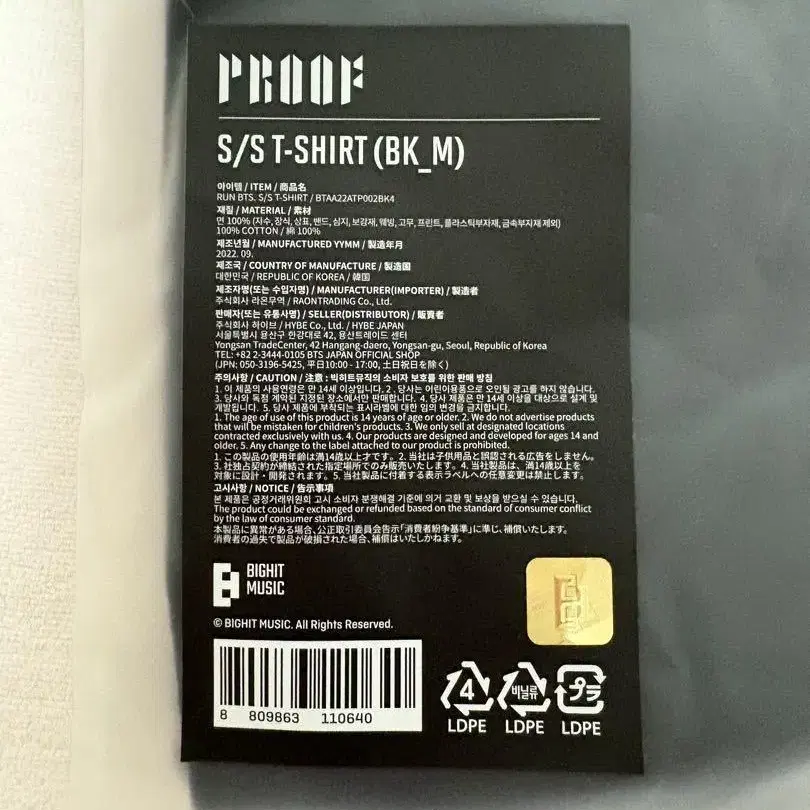 PROOF
S/S T-SHIRT (BK_M)
아이템 / ITEM / 商品名
RUN BTS. S/S T-SHIRT / BTAA22ATP002BK4
재질 / MATERIAL / 素材
면 100% (자수, 장식, 상표, 밴드, 심지, 보강재, 웨빙, 고무, 프린트, 플라스틱부자재, 금속부자재 제외)
100% COTTON / 綿 100%
제조년월 / MANUFACTURED YYMM / 製造年月
2022. 09.
제조국 / COUNTRY OF MANUFACTURE / 製造国
대한민국 / REPUBLIC OF KOREA / 韓国
제조자명(또는 수입자명) / MANUFACTURER(IMPORTER) / 製造者
주식회사 라온무역 / RAONTRADING Co., Ltd.
판매자(또는 유통사명) / SELLER(DISTRIBUTOR) / 販買者
주식회사 하이브 / HYBE Co., Ltd. / HYBE JAPAN
서울특별시 용산구 한강대로 42, 용산트레이드 센터
Yongsan TradeCenter, 42 Hangang-daero, Yongsan-gu, Seoul, Republic of Korea
TEL: +82 2-3444-0105 BTS JAPAN OFFICIAL SHOP
(JPN: 050-3196-5425, 平日10:00 - 17:00, 土日祝日を除く)
주의사항 / CAUTION / 注意 : 빅히트뮤직의 소비자 보호를 위한 판매 방침
1. 이 제품의 사용연령은 만 14세 이상입니다. 2 . 당사는 어린이용품으로 오인될 광고를 하지 않습니다.
3. 당사와 독점 계약된 지정된 장소에서만 판매합니다. 4. 당사 제품은 만 14세 이상을 대상으로 설계 및
개발됩니다. 5. 당사 제품에 부착되는 표시라벨에 대한 임의 변경을 금지합니다.
1. The age of use of this product is 14 years of age or older. 2. We do not advertise products
that will be mistaken for children's products. 3. We only sell at designated locations
contracted exclusively with us. 4. Our products are designed and developed for ages 14 and
older. 5. Any change to the label attached to our product is prohibited.
1. この製品の使用年齢は満14歳以上才です。2. 当社は子供用品と誤認される広告をしません。
3. 社独占契約が締結された指定場所でのみ販売いたします。4. 当社製品は、満14歳以上を
対象に設計・開発されます。5. 当社製品に付着する表示ラベルへの任意変更は禁止します。
고시사항 / NOTICE / 告示事項
본 제품은 공정거래위원회 고시 소비자 분쟁해결 기준에 의거 교환 및 보상을 받으실 수 있습니다.
The product could be exchanged or refunded based on the standard of consumer conflict
by the law of consumer standard.
本製品に異常がある場合、公正取引委員会告示「消費者紛争基準」に準じ、補償いたします。
消費者の過失で製品が破損された場合、補償はいたしかねます。
BIGHIT
MUSIC
© BIGHIT MUSIC. All Rights Reserved.
8 809863 110640
4 비닐류 プラ
LDPE LDPE LDPE